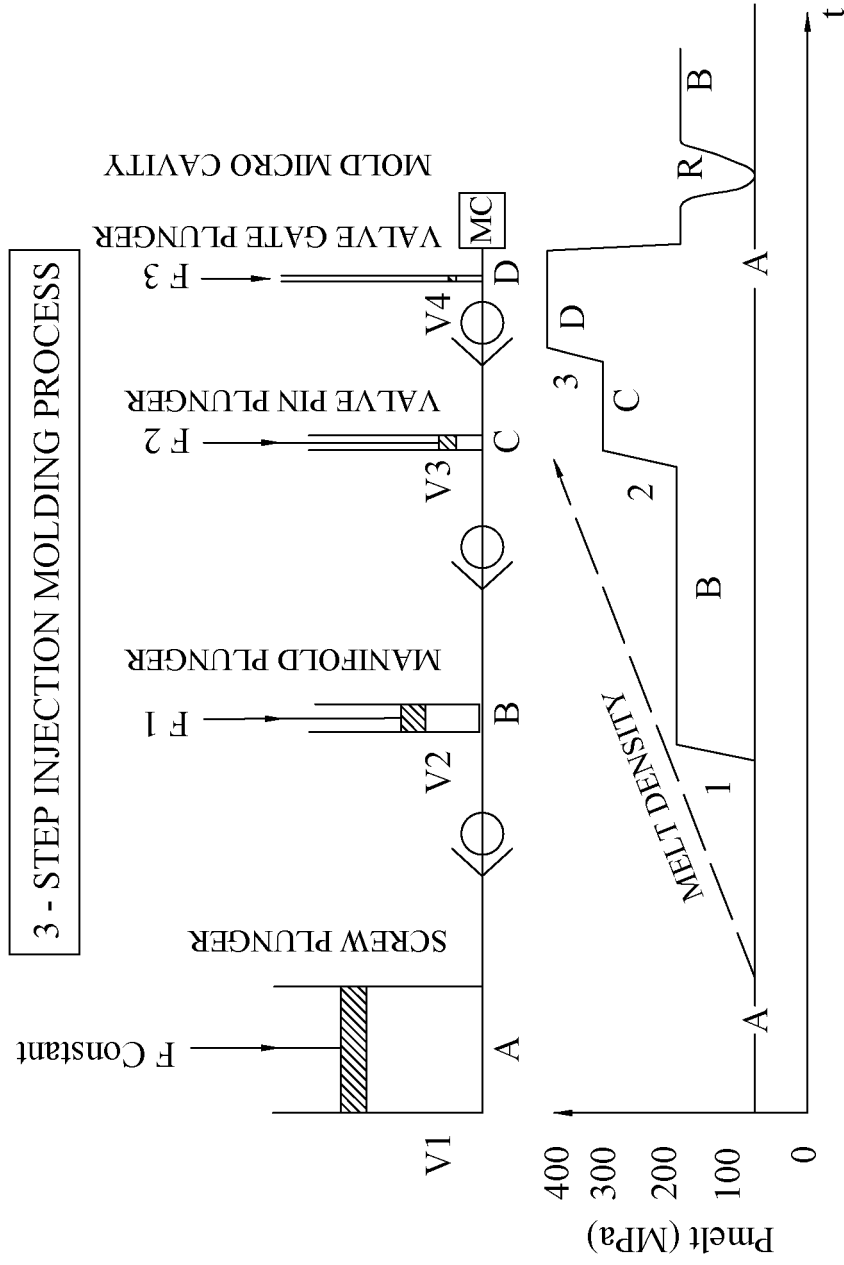 3 - STEP INJECTION MOLDING PROCESS
F Constant
F 1
F 2
F 3
SCREW PLUNGER
MANIFOLD PLUNGER
VALVE PIN PLUNGER
VALVE GATE PLUNGER
MOLD MICRO CAVITY
V1
V2
V3
V4
MC
A
B
C
D
Pmelt (MPa)
400
300
200
100
0
MELT DENSITY
A
1
B
2
C
3
D
A
R
B
t